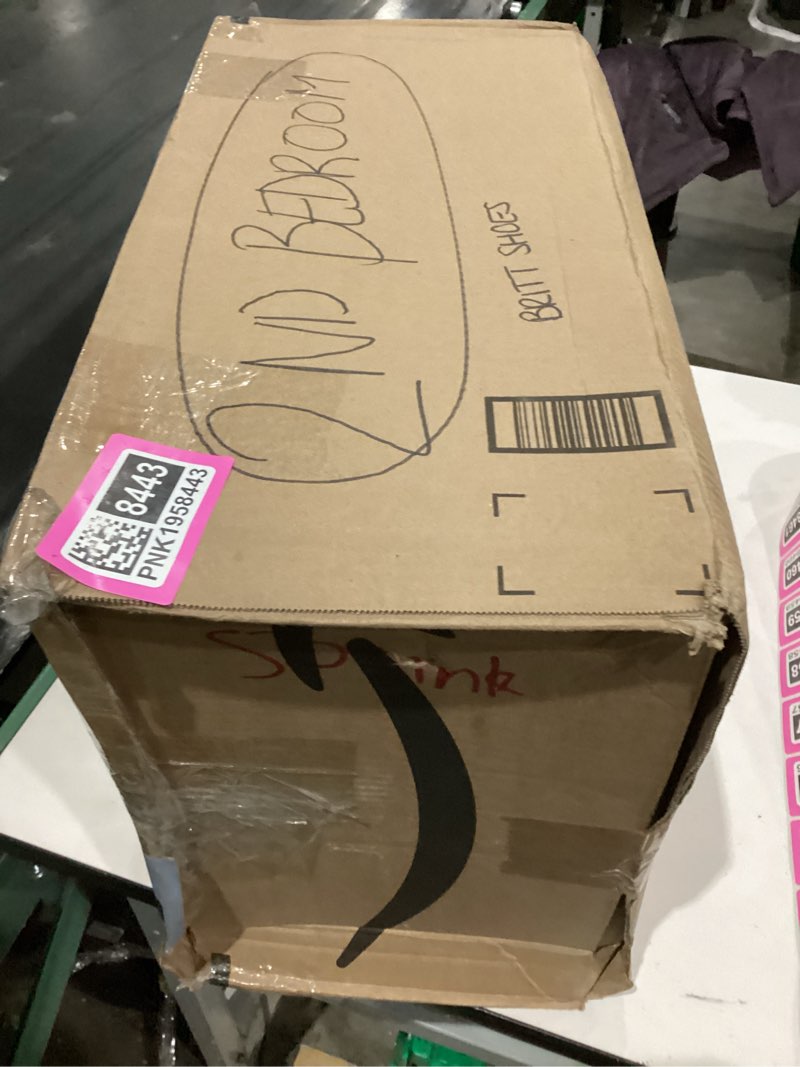 2ND BEDROOM
BRITT SHOES
8443
PNK1958443